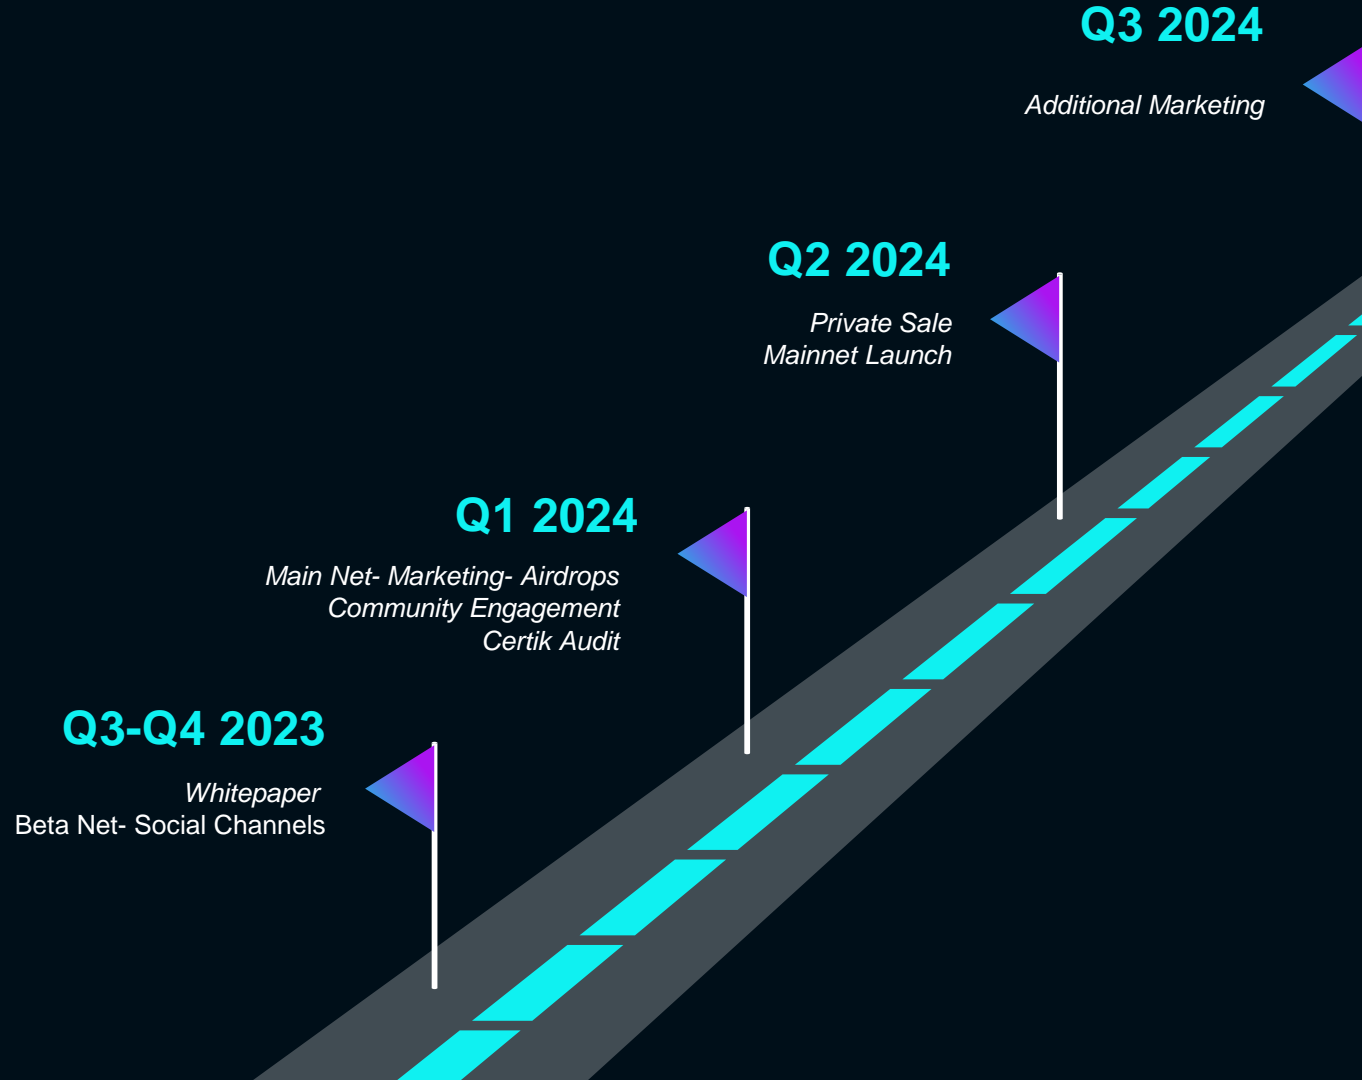 Q3 2024
Additional Marketing
Q2 2024
Private Sale
Mainnet Launch
Q1 2024
Main Net- Marketing- Airdrops
Community Engagement
Certik Audit
Q3-Q4 2023
Whitepaper
Beta Net- Social Channels